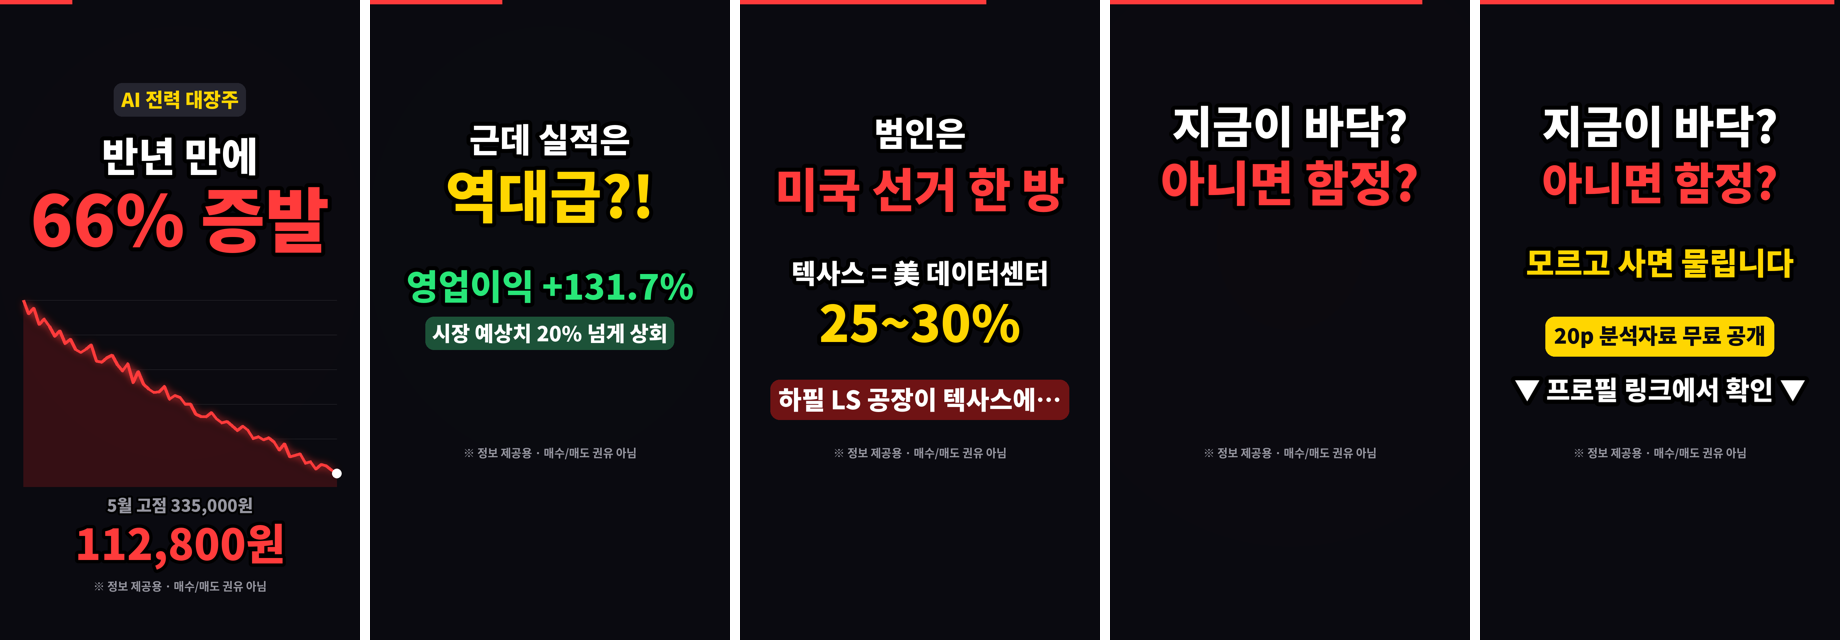 AI 전력 대장주
반년 만에
66% 증발
5월 고점 335,000원
112,800원
※ 정보 제공용 · 매수/매도 권유 아님
근데 실적은
역대급?!
영업이익 +131.7%
시장 예상치 20% 넘게 상회
※ 정보 제공용 · 매수/매도 권유 아님
범인은
미국 선거 한 방
텍사스 = 美 데이터센터
25~30%
하필 LS 공장이 텍사스에…
※ 정보 제공용 · 매수/매도 권유 아님
지금이 바닥?
아니면 함정?
※ 정보 제공용 · 매수/매도 권유 아님
지금이 바닥?
아니면 함정?
모르고 사면 물립니다
20p 분석자료 무료 공개
▼ 프로필 링크에서 확인 ▼
※ 정보 제공용 · 매수/매도 권유 아님